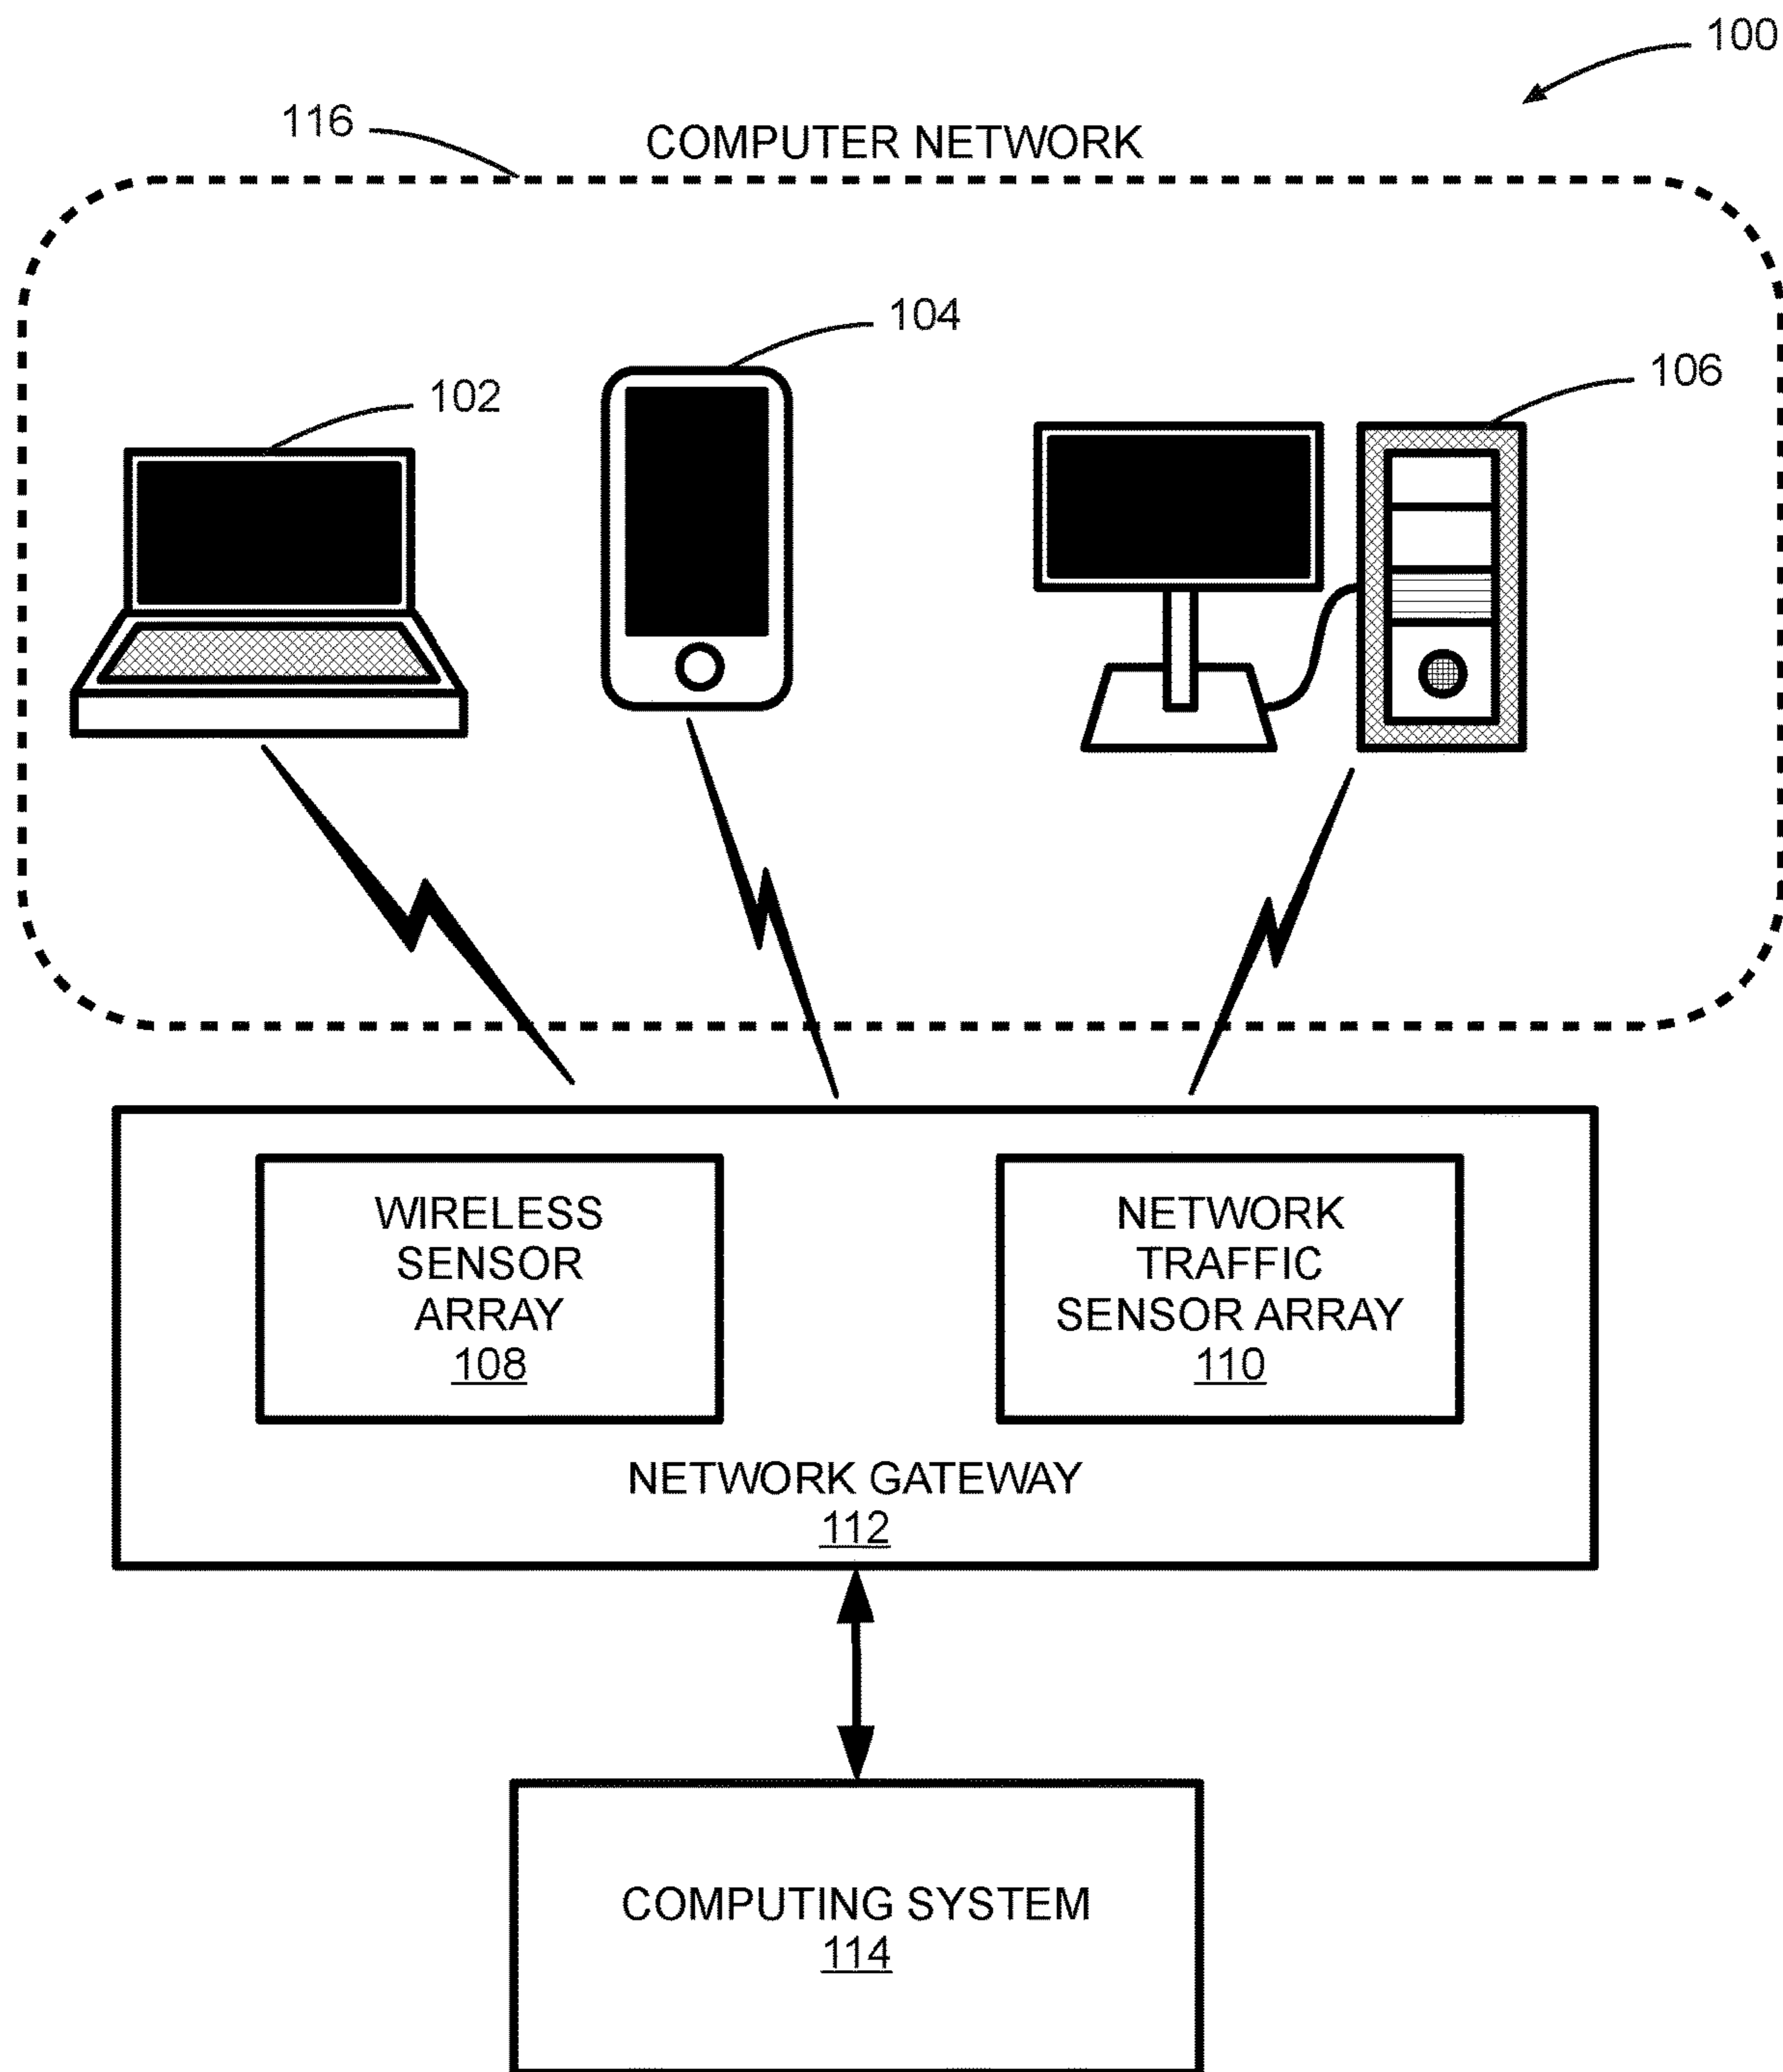 100
116
COMPUTER NETWORK
104
106
102
WIRELESS
SENSOR
ARRAY
108
NETWORK
TRAFFIC
SENSOR ARRAY
110
NETWORK GATEWAY
112
COMPUTING SYSTEM
114